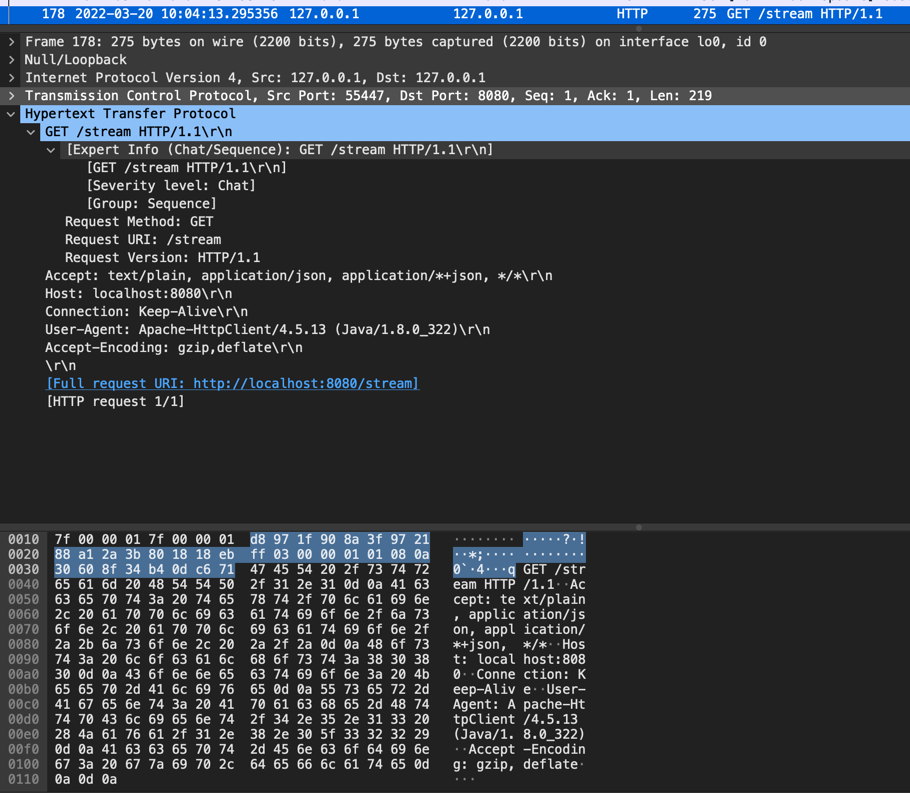 178 2022-03-20 10:04:13.295356 127.0.0.1 127.0.0.1 HTTP 275 GET /stream HTTP/1.1
Frame 178: 275 bytes on wire (2200 bits), 275 bytes captured (2200 bits) on interface lo0, id 0
Null/Loopback
Internet Protocol Version 4, Src: 127.0.0.1, Dst: 127.0.0.1
Transmission Control Protocol, Src Port: 55447, Dst Port: 8080, Seq: 1, Ack: 1, Len: 219
Hypertext Transfer Protocol
GET /stream HTTP/1.1\r\n
[Expert Info (Chat/Sequence): GET /stream HTTP/1.1\r\n]
[GET /stream HTTP/1.1\r\n]
[Severity level: Chat]
[Group: Sequence]
Request Method: GET
Request URI: /stream
Request Version: HTTP/1.1
Accept: text/plain, application/json, application/*+json, */*\r\n
Host: localhost:8080\r\n
Connection: Keep-Alive\r\n
User-Agent: Apache-HttpClient/4.5.13 (Java/1.8.0_322)\r\n
Accept-Encoding: gzip,deflate\r\n
\r\n
[Full request URI: http://localhost:8080/stream]
[HTTP request 1/1]
0010 7f 00 00 01 7f 00 00 01 d8 97 1f 90 8a 3f 97 21 ········ ·····?·!
0020 88 a1 2a 3b 80 18 18 eb ff 03 00 00 01 01 08 0a ··*;···· ········
0030 30 60 8f 34 b4 0d c6 71 47 45 54 20 2f 73 74 72 0`·4···q GET /str
0040 65 61 6d 20 48 54 54 50 2f 31 2e 31 0d 0a 41 63 eam HTTP /1.1··Ac
0050 63 65 70 74 3a 20 74 65 78 74 2f 70 6c 61 69 6e cept: te xt/plain
0060 2c 20 61 70 70 6c 69 63 61 74 69 6f 6e 2f 6a 73 , applic ation/js
0070 6f 6e 2c 20 61 70 70 6c 69 63 61 74 69 6f 6e 2f on, appl ication/
0080 2a 2b 6a 73 6f 6e 2c 20 2a 2f 2a 0d 0a 48 6f 73 *+json, */*··Hos
0090 74 3a 20 6c 6f 63 61 6c 68 6f 73 74 3a 38 30 38 t: local host:808
00a0 30 0d 0a 43 6f 6e 6e 65 63 74 69 6f 6e 3a 20 4b 0··Conne ction: K
00b0 65 65 70 2d 41 6c 69 76 65 0d 0a 55 73 65 72 2d eep-Aliv e··User-
00c0 41 67 65 6e 74 3a 20 41 70 61 63 68 65 2d 48 74 Agent: A pache-Ht
00d0 74 70 43 6c 69 65 6e 74 2f 34 2e 35 2e 31 33 20 tpClient /4.5.13
00e0 28 4a 61 76 61 2f 31 2e 38 2e 30 5f 33 32 32 29 (Java/1. 8.0_322)
00f0 0d 0a 41 63 63 65 70 74 2d 45 6e 63 6f 64 69 6e ··Accept -Encodin
0100 67 3a 20 67 7a 69 70 2c 64 65 66 6c 61 74 65 0d g: gzip, deflate·
0110 0a 0d 0a ···